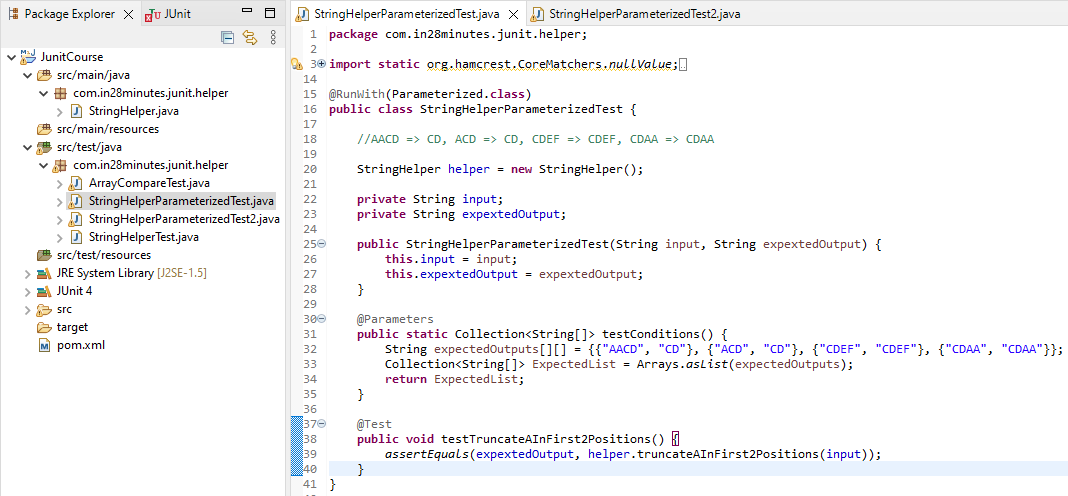 Package Explorer JUnit
JunitCourse
src/main/java
com.in28minutes.junit.helper
StringHelper.java
src/main/resources
src/test/java
com.in28minutes.junit.helper
ArrayCompareTest.java
StringHelperParameterizedTest.java
StringHelperParameterizedTest2.java
StringHelperTest.java
src/test/resources
JRE System Library [J2SE-1.5]
JUnit 4
src
target
pom.xml
StringHelperParameterizedTest.java StringHelperParameterizedTest2.java
1 package com.in28minutes.junit.helper;
2
3 import static org.hamcrest.CoreMatchers.nullValue;
14
15 @RunWith(Parameterized.class)
16 public class StringHelperParameterizedTest {
17
18 //AACD => CD, ACD => CD, CDEF => CDEF, CDAA => CDAA
19
20 StringHelper helper = new StringHelper();
21
22 private String input;
23 private String expextedOutput;
24
25 public StringHelperParameterizedTest(String input, String expextedOutput) {
26 this.input = input;
27 this.expextedOutput = expextedOutput;
28 }
29
30 @Parameters
31 public static Collection<String[]> testConditions() {
32 String expectedOutputs[][] = {{"AACD", "CD"}, {"ACD", "CD"}, {"CDEF", "CDEF"}, {"CDAA", "CDAA"}};
33 Collection<String[]> ExpectedList = Arrays.asList(expectedOutputs);
34 return ExpectedList;
35 }
36
37 @Test
38 public void testTruncateAInFirst2Positions() {
39 assertEquals(expextedOutput, helper.truncateAInFirst2Positions(input));
40 }
41 }